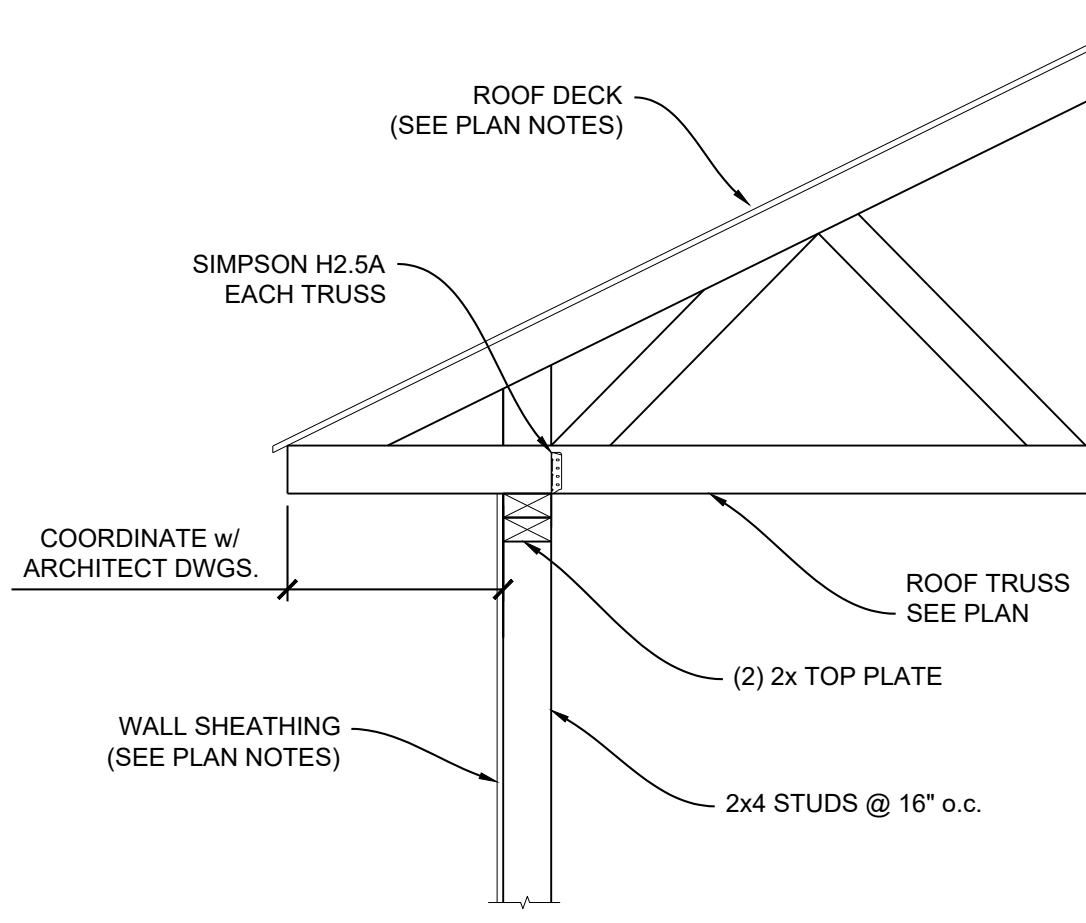 ROOF DECK
(SEE PLAN NOTES)
SIMPSON H2.5A
EACH TRUSS
COORDINATE w/
ARCHITECT DWGS.
ROOF TRUSS
SEE PLAN
(2) 2x TOP PLATE
WALL SHEATHING
(SEE PLAN NOTES)
2x4 STUDS @ 16" o.c.